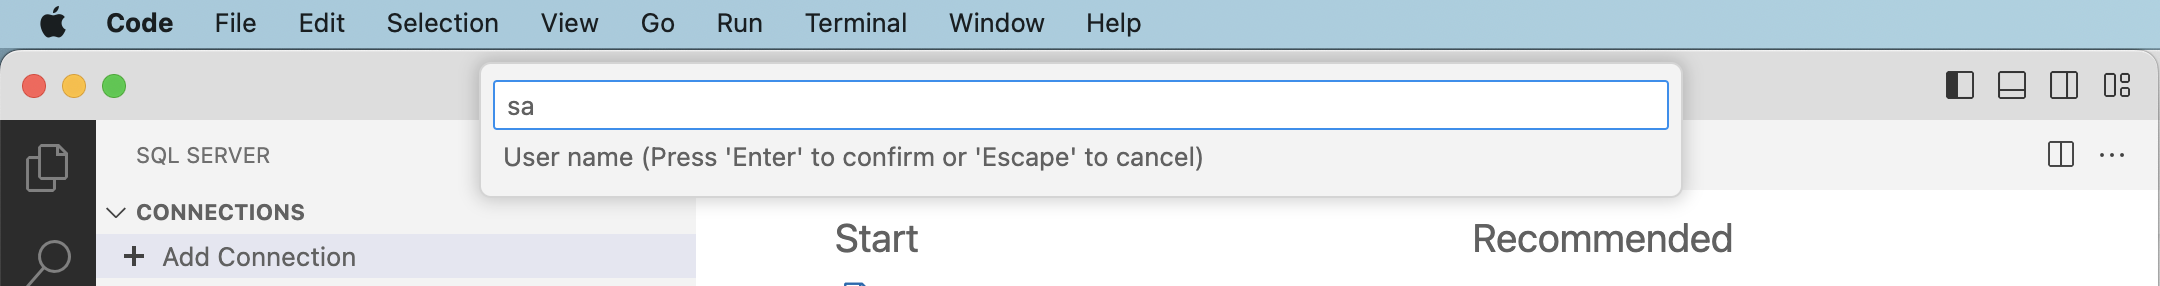 Code File Edit Selection View Go Run Terminal Window Help
sa
User name (Press 'Enter' to confirm or 'Escape' to cancel)
SQL SERVER
CONNECTIONS
Add Connection
Start
Recommended